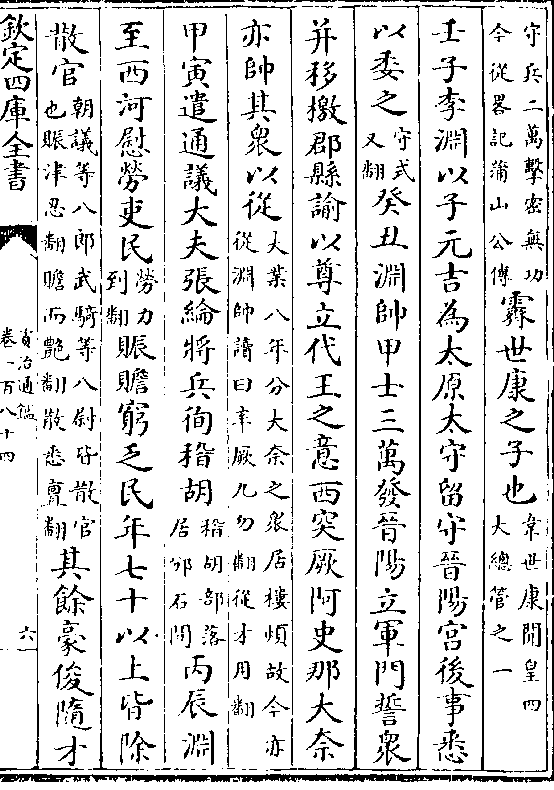 守兵二萬擊密無功
今從畧記蒲山公傳
霽世康之子也
韋世康開皇四
大總管之一
壬子李淵以子元吉為太原太守留守晉陽宮後事悉
以委之
守式
又翻
癸丑淵帥甲士三萬發晉陽立軍門誓衆
并移檄郡縣諭以尊立代王之意西突厥阿史那大奈
亦帥其衆以從
大業八年分大奈之衆居樓煩故今亦
從淵帥讀曰率厥九勿翻從才用翻
甲寅遣通議大夫張綸將兵徇稽胡
稽胡部落
居邠石間
丙辰淵
至西河慰勞吏民
勞力
到翻
賑贍窮乏民年七十以上皆除
散官
朝議等八郎武騎等八尉皆散官
也賑津忍翻贍而艷翻散悉亶翻
其餘豪俊隨才
欽定四庫全書
資治通鑑
卷一百八十四
六